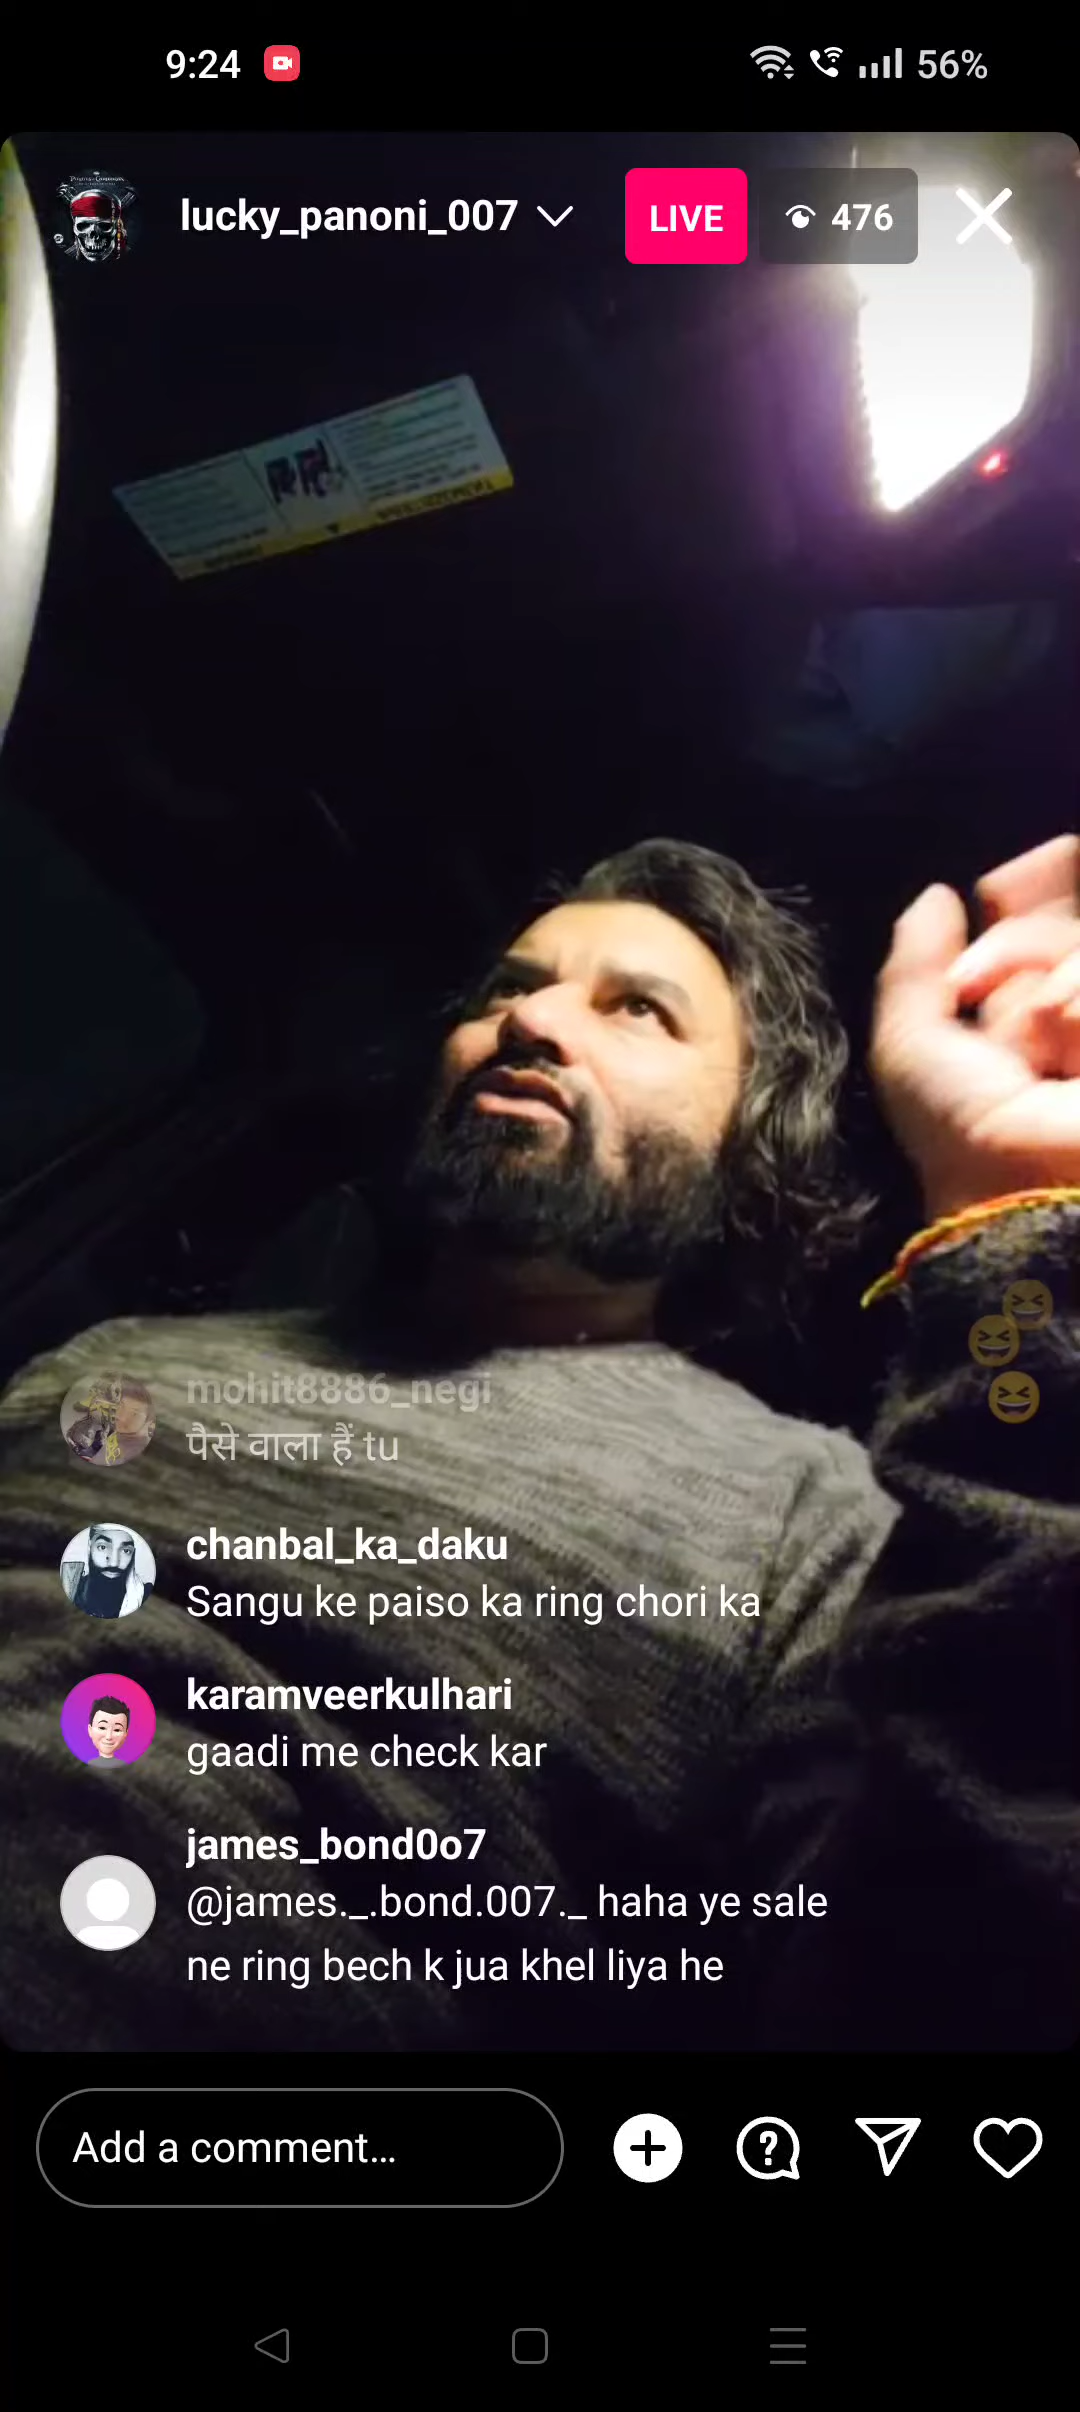 9:24
56%
lucky_panoni_007
LIVE
476
mohit8886_negi
पैसे वाला हैं tu
chanbal_ka_daku
Sangu ke paiso ka ring chori ka
karamveerkulhari
gaadi me check kar
james_bond0o7
@james._.bond.007._ haha ye sale
ne ring bech k jua khel liya he
Add a comment...